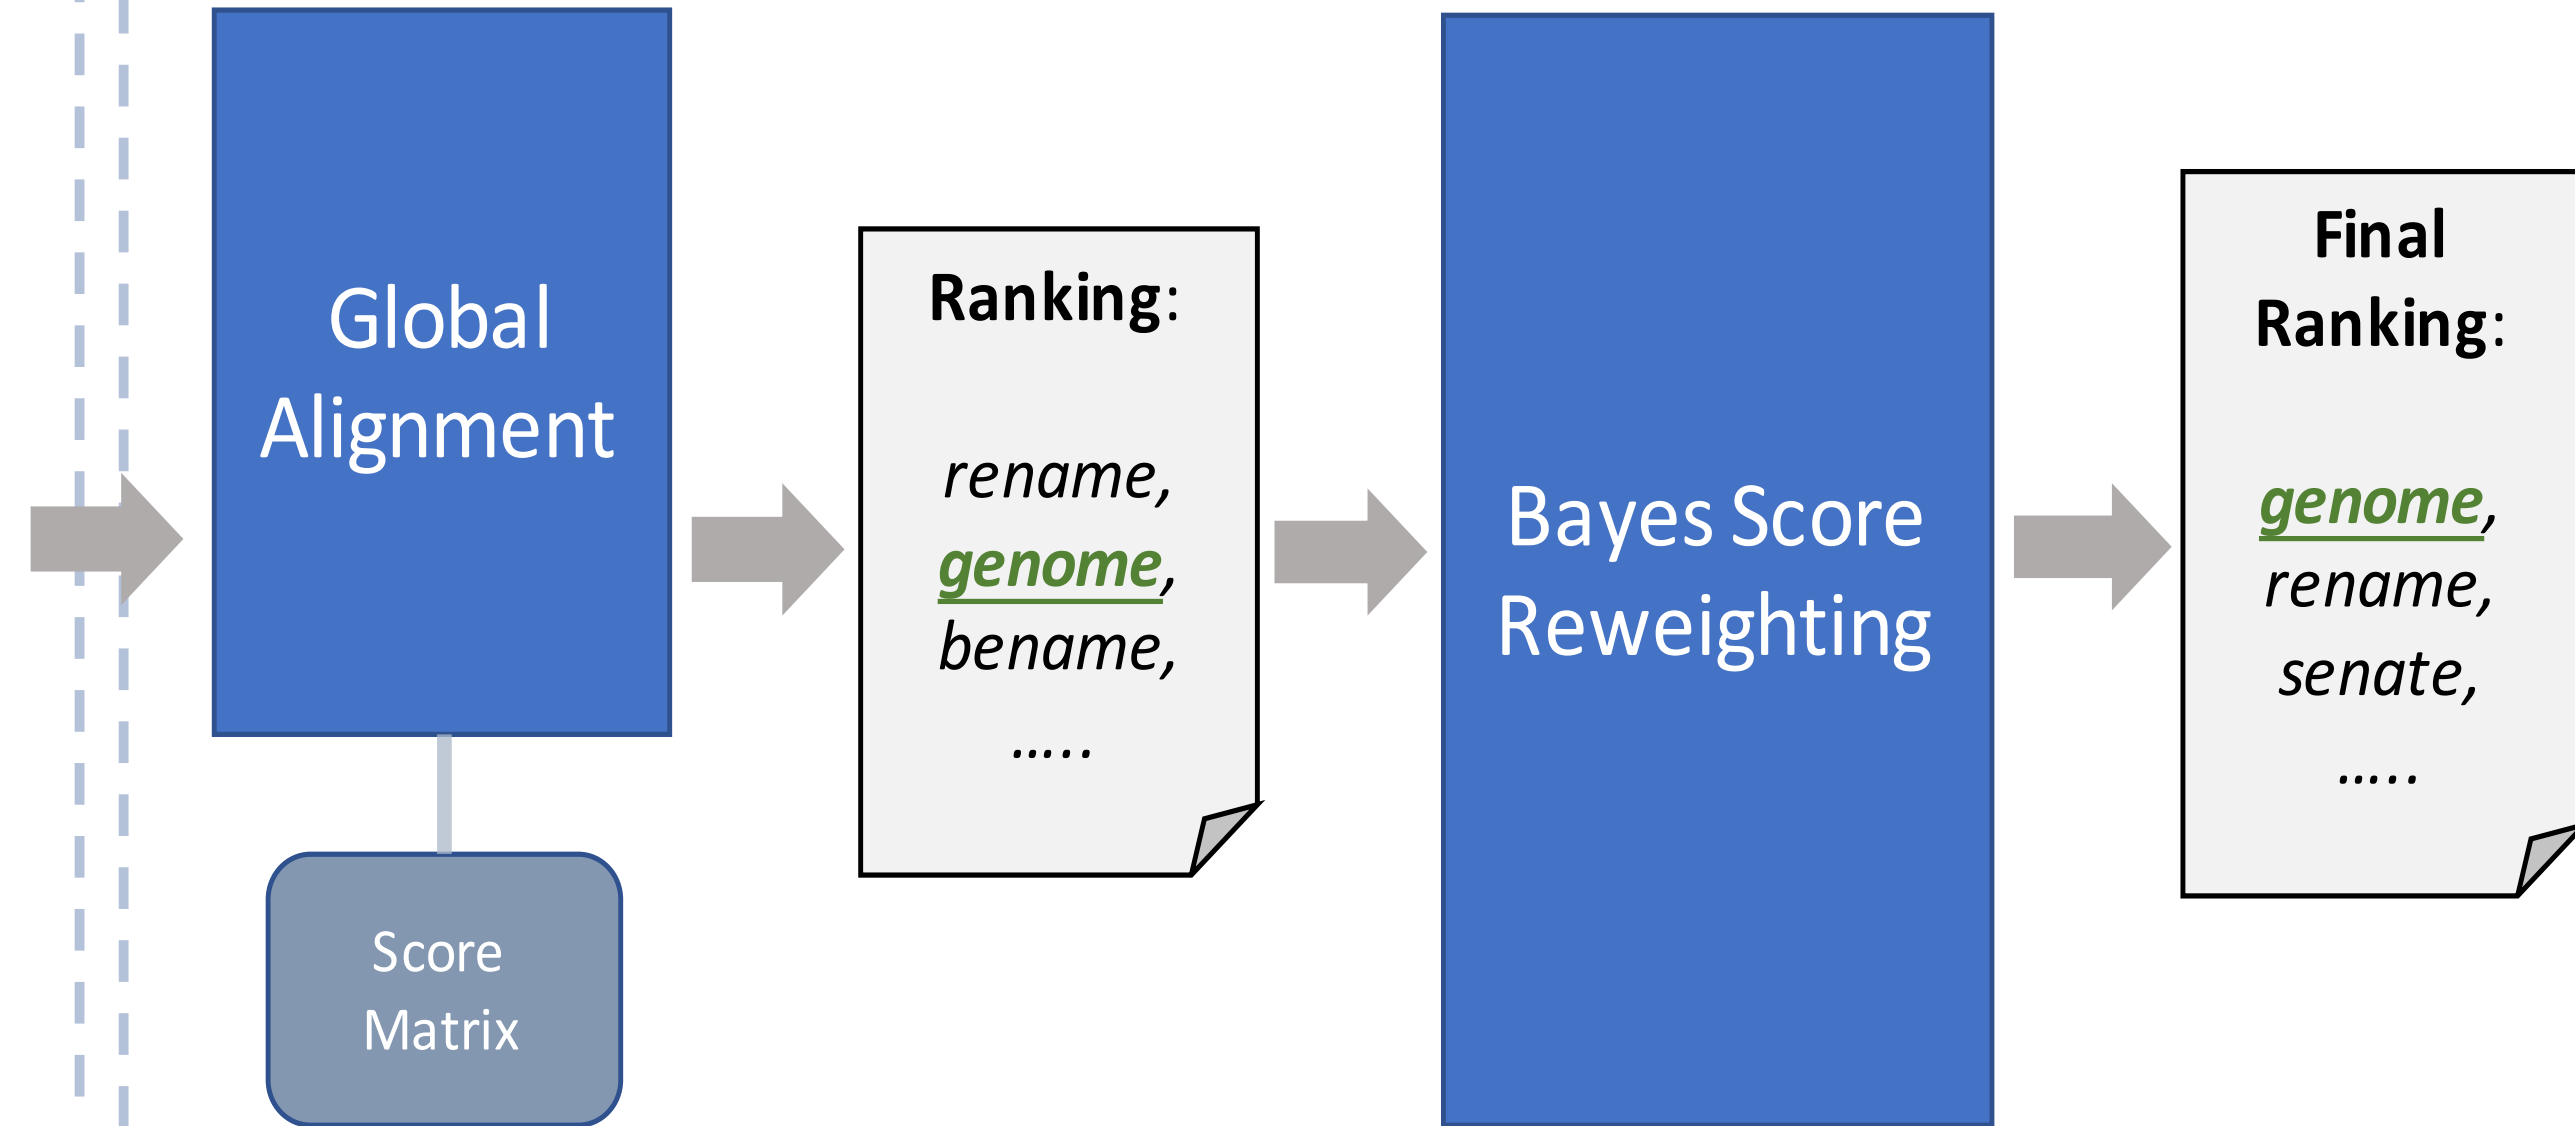 Global
Alignment
Score
Matrix
Ranking:
rename,
genome,
bename,
…..
Bayes Score
Reweighting
Final
Ranking:
genome,
rename,
senate,
…..